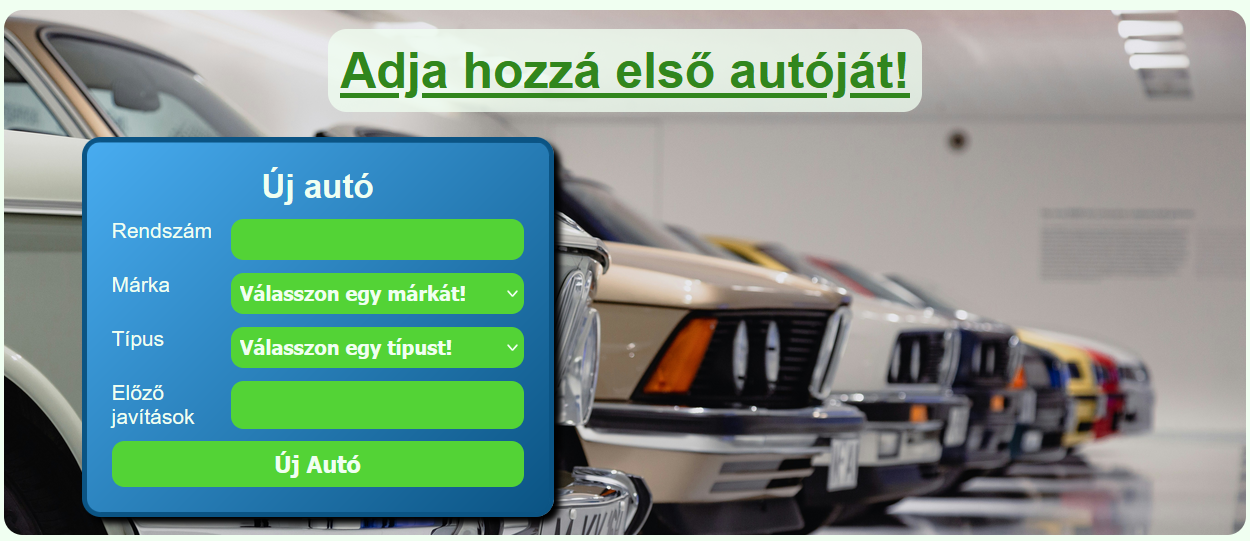 Adja hozzá első autóját!
Új autó
Rendszám
Márka
Válasszon egy márkát!
Típus
Válasszon egy típust!
Előző
javítások
Új Autó